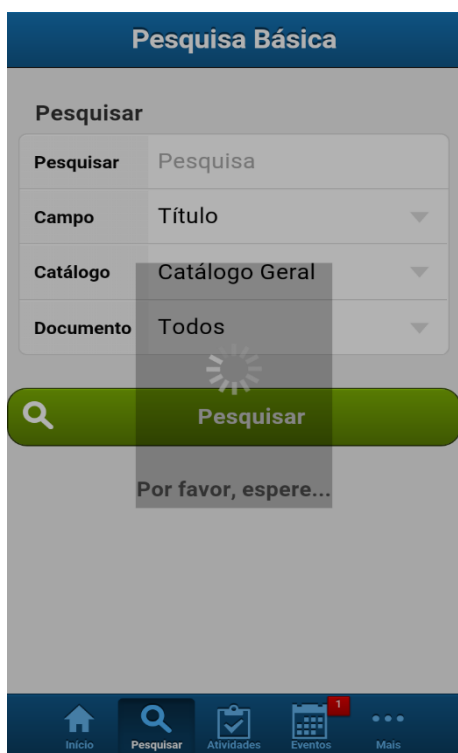 Pesquisa Básica
Pesquisar
Pesquisar Pesquisa
Campo Título
Catálogo Catálogo Geral
Documento Todos
Pesquisar
Por favor, espere...
1
Início Pesquisar Atividades Eventos Mais